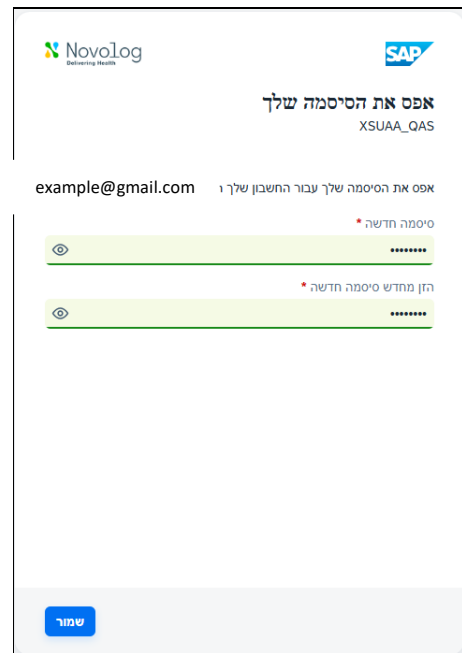 Novolog
Delivering Health
SAP
אפס את הסיסמה שלך
XSUAA_QAS
אפס את הסיסמה שלך עבור החשבון שלך
example@gmail.com
סיסמה חדשה *
••••••••
הזן מחדש סיסמה חדשה *
••••••••
שמור